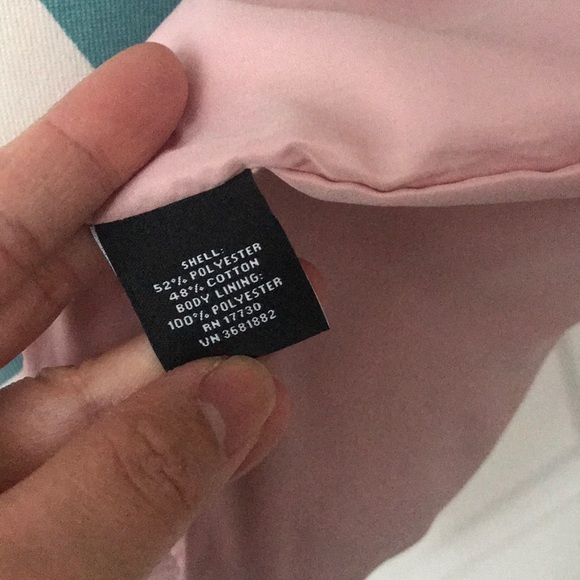 SHELL:
52% POLYESTER
48% COTTON
BODY LINING:
100% POLYESTER
RN 17730
VN 3681882